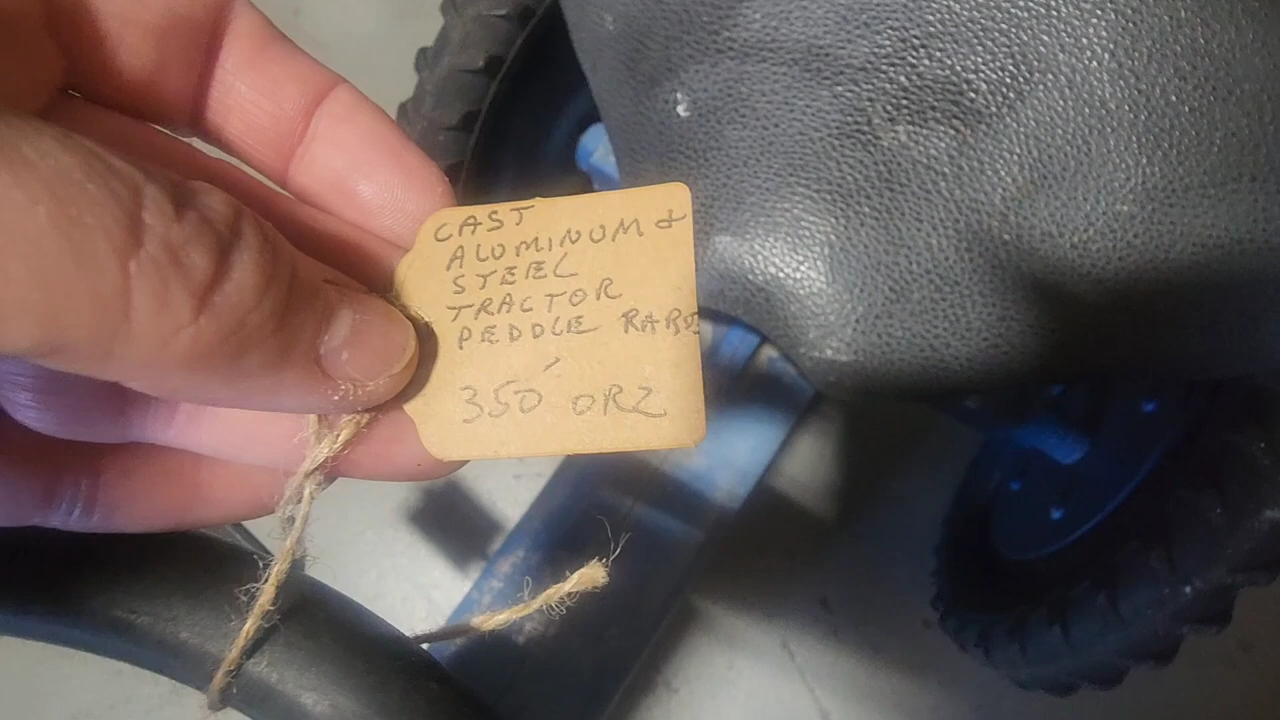 CAST
ALUMINUM &
STEEL
TRACTOR
PEDDLE RARE
350 ORZ